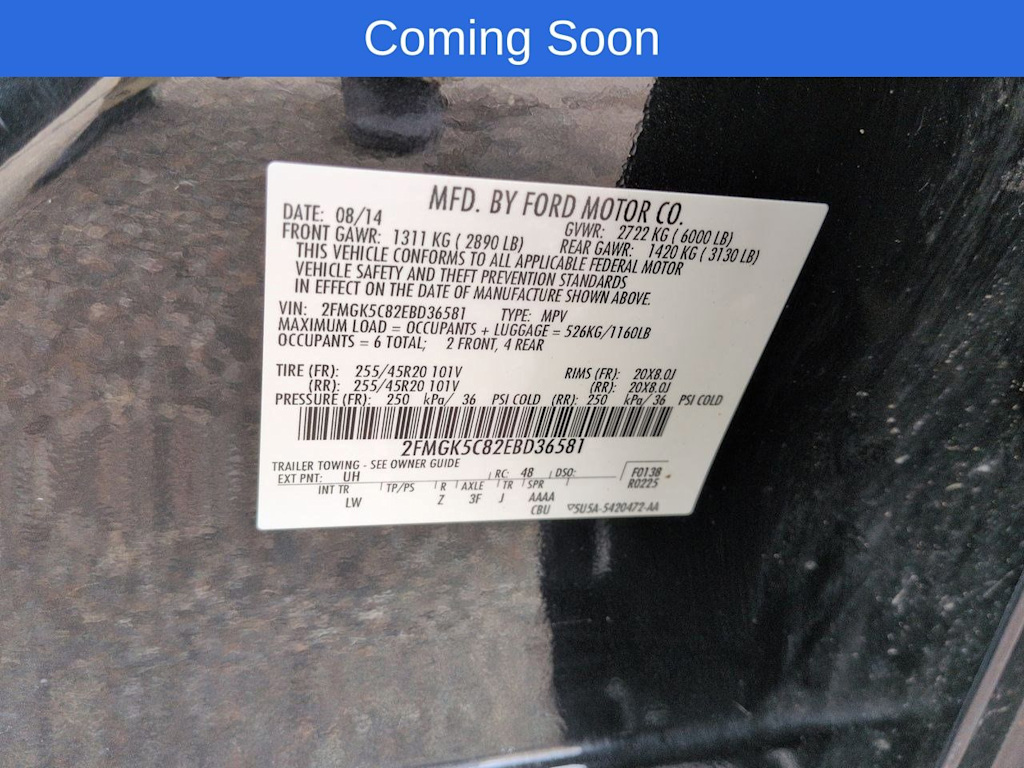 Coming Soon
MFD. BY FORD MOTOR CO.
DATE: 08/14 GVWR: 2722 KG ( 6000 LB)
FRONT GAWR: 1311 KG ( 2890 LB) REAR GAWR: 1420 KG ( 3130 LB)
THIS VEHICLE CONFORMS TO ALL APPLICABLE FEDERAL MOTOR
VEHICLE SAFETY AND THEFT PREVENTION STANDARDS
IN EFFECT ON THE DATE OF MANUFACTURE SHOWN ABOVE.
VIN: 2FMGK5C82EBD36581 TYPE: MPV
MAXIMUM LOAD = OCCUPANTS + LUGGAGE = 526KG/1160LB
OCCUPANTS = 6 TOTAL; 2 FRONT, 4 REAR
TIRE (FR): 255/45R20 101V RIMS (FR): 20X8.0J
(RR): 255/45R20 101V (RR): 20X8.0J
PRESSURE (FR): 250 kPa/ 36 PSI COLD (RR): 250 kPa/ 36 PSI COLD
2FMGK5C82EBD36581
TRAILER TOWING - SEE OWNER GUIDE
EXT PNT: UH RC: 48 DSO: F0138
INT TR TP/PS R AXLE TR SPR R0225
LW Z 3F J AAAA
CBU 5U5A-5420472-AA